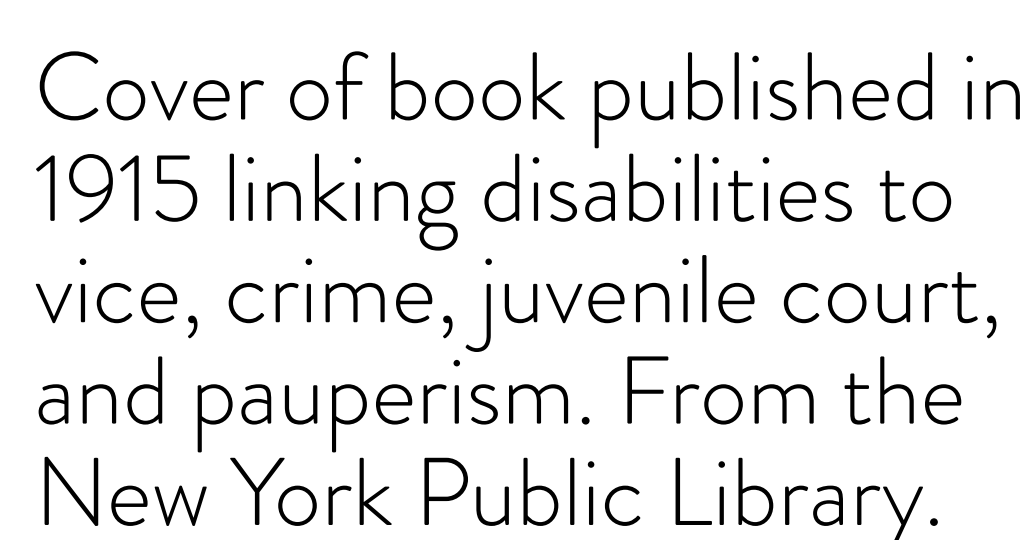 Cover of book published in
1915 linking disabilities to
vice, crime, juvenile court,
and pauperism. From the
New York Public Library.